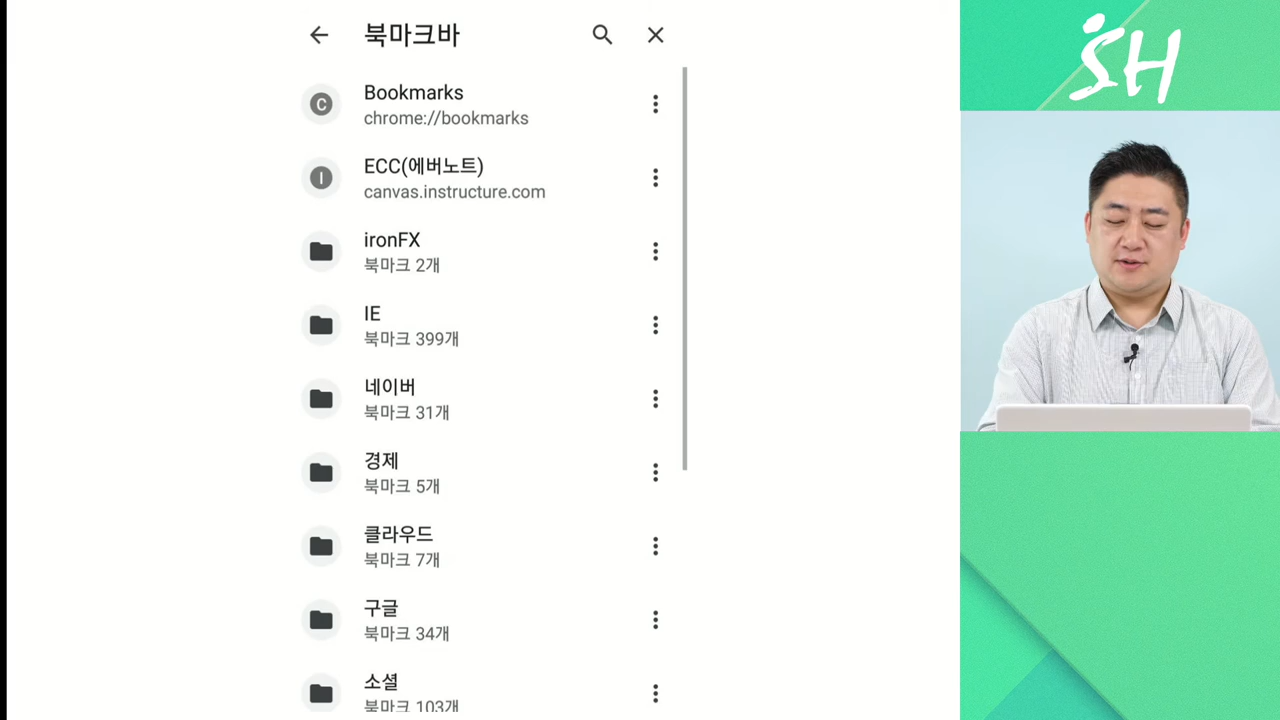 북마크바
Bookmarks
chrome://bookmarks
ECC(에버노트)
canvas.instructure.com
ironFX
북마크 2개
IE
북마크 399개
네이버
북마크 31개
경제
북마크 5개
클라우드
북마크 7개
구글
북마크 34개
소셜
북마크 103개
C
I
SH